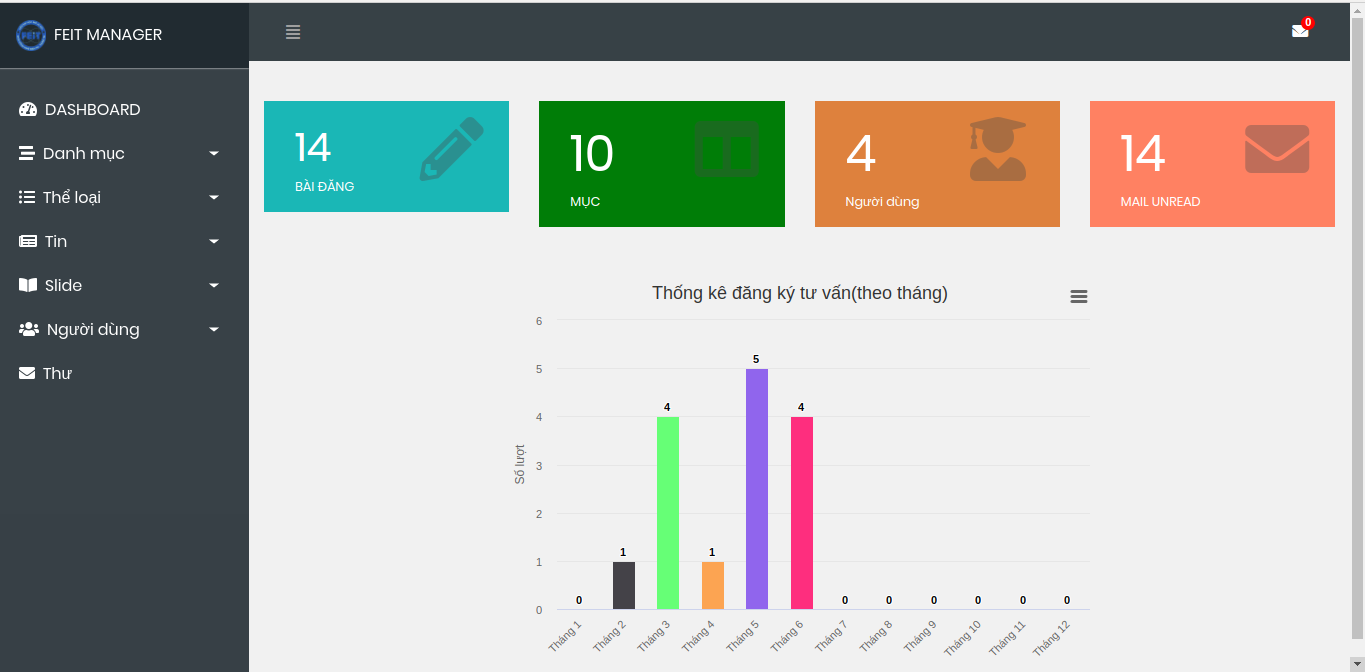 FEIT
FEIT MANAGER
0
DASHBOARD
Danh mục
Thể loại
Tin
Slide
Người dùng
Thư
14
BÀI ĐĂNG
10
MỤC
4
Người dùng
14
MAIL UNREAD
Thống kê đăng ký tư vấn(theo tháng)
Số lượt
6
5
4
3
2
1
0
0
1
4
1
5
4
0
0
0
0
0
0
Tháng 1
Tháng 2
Tháng 3
Tháng 4
Tháng 5
Tháng 6
Tháng 7
Tháng 8
Tháng 9
Tháng 10
Tháng 11
Tháng 12